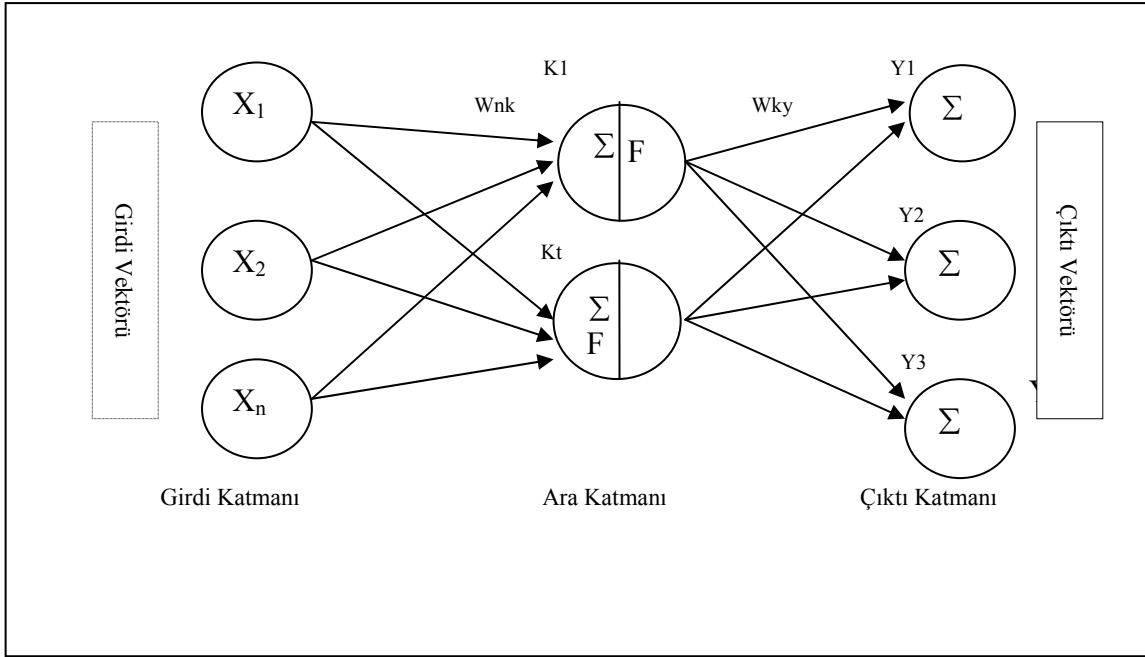 K1
Y1
X1
Wnk
Wky
Σ
Σ F
Girdi Vektörü
Çıktı Vektörü
Y2
X2
Kt
Σ
Σ
F
Y3
Xn
Σ
Girdi Katmanı
Ara Katmanı
Çıktı Katmanı